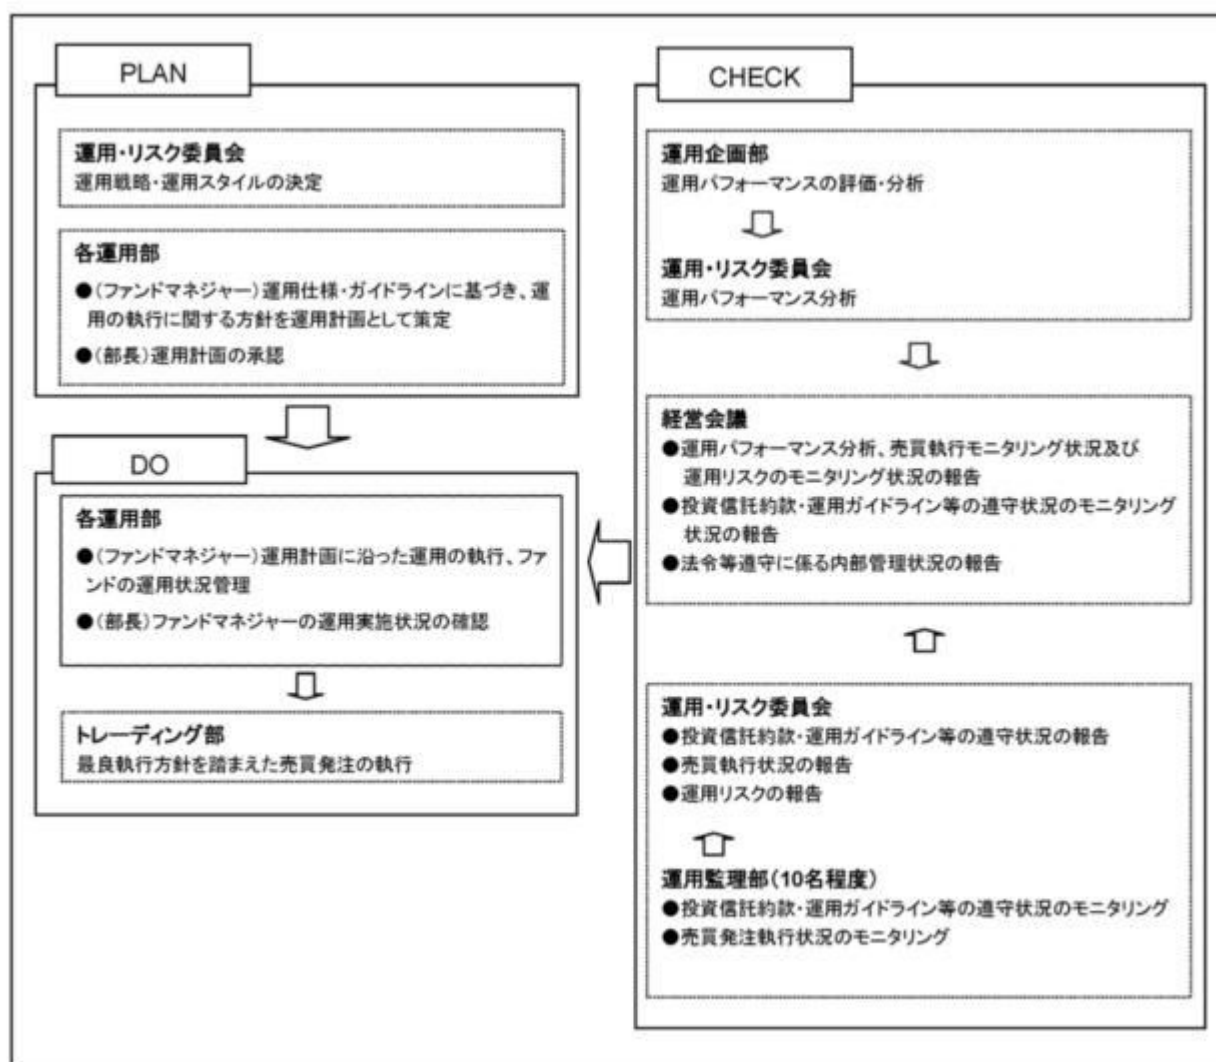 PLAN
運用・リスク委員会
運用戦略・運用スタイルの決定
各運用部
●（ファンドマネジャー）運用仕様・ガイドラインに基づき、運
用の執行に関する方針を運用計画として策定
●（部長）運用計画の承認
DO
各運用部
●（ファンドマネジャー）運用計画に沿った運用の執行、ファ
ンドの運用状況管理
●（部長）ファンドマネジャーの運用実施状況の確認
トレーディング部
最良執行方針を踏まえた売買発注の執行
CHECK
運用企画部
運用パフォーマンスの評価・分析
運用・リスク委員会
運用パフォーマンス分析
経営会議
●運用パフォーマンス分析、売買執行モニタリング状況及び
運用リスクのモニタリング状況の報告
●投資信託約款・運用ガイドライン等の遵守状況のモニタリング
状況の報告
●法令等遵守に係る内部管理状況の報告
運用・リスク委員会
●投資信託約款・運用ガイドライン等の遵守状況の報告
●売買執行状況の報告
●運用リスクの報告
運用監理部（10名程度）
●投資信託約款・運用ガイドライン等の遵守状況のモニタリング
●売買発注執行状況のモニタリング